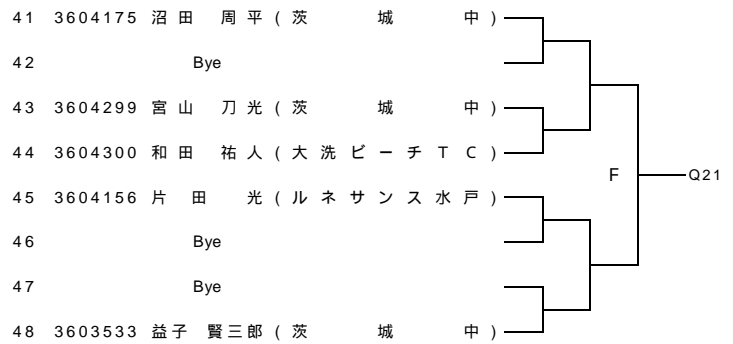 41 3604175 沼田 周平(茨 城 中)
42 Bye
43 3604299 宮山 刀光(茨 城 中)
44 3604300 和田 祐人(大洗ビーチTC)
F Q21
45 3604156 片 田 光(ルネサンス水戸)
46 Bye
47 Bye
48 3603533 益子 賢三郎(茨 城 中)